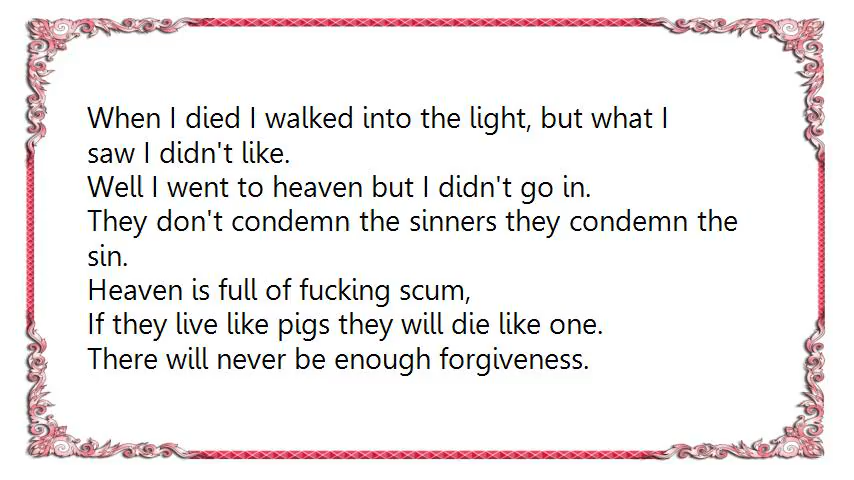 When I died I walked into the light, but what I
saw I didn't like.
Well I went to heaven but I didn't go in.
They don't condemn the sinners they condemn the
sin.
Heaven is full of fucking scum,
If they live like pigs they will die like one.
There will never be enough forgiveness.